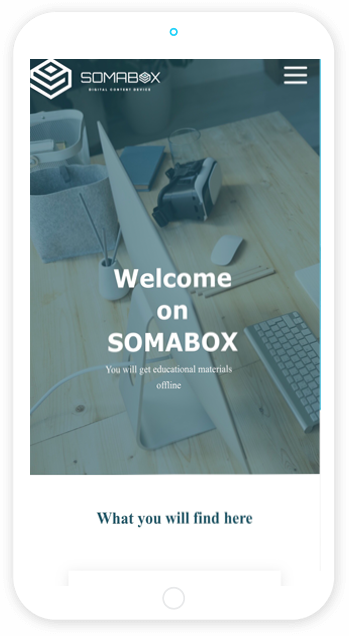 SOMABOX
DIGITAL CONTENT DEVICE
Welcome
on
SOMABOX
You will get educational materials
offline
What you will find here